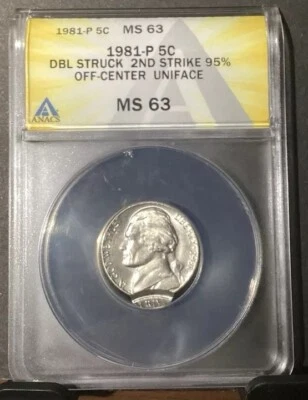 1981-P 5C MS 63
1981-P 5C
DBL STRUCK 2ND STRIKE 95%
OFF-CENTER UNIFACE
MS 63
ANACS